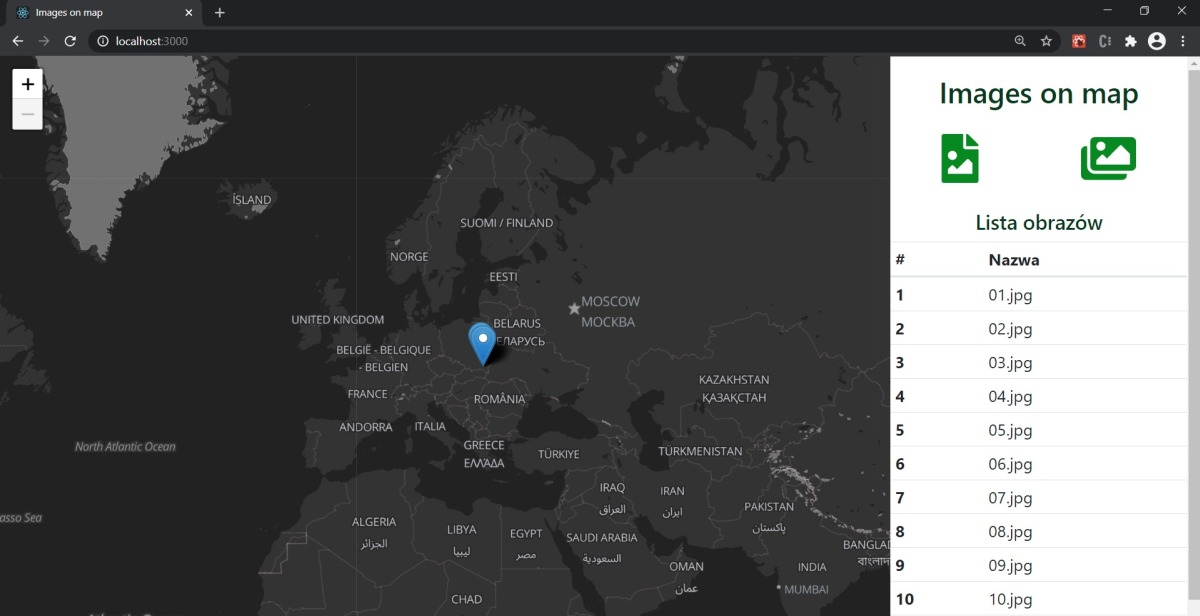 Images on map
localhost:3000
+
−
ÍSLAND
SUOMI / FINLAND
NORGE
EESTI
MOSCOW
МОСКВА
UNITED KINGDOM
BELARUS
ЕЛАРУСЬ
BELGIË - BELGIQUE
- BELGIEN
KAZAKHSTAN
ҚАЗАҚСТАН
FRANCE
ROMÂNIA
ANDORRA
ITALIA
North Atlantic Ocean
GREECE
ΕΛΛΆΔΑ
TÜRKIYE
TÜRKMENISTAN
IRAQ
العراق
IRAN
ایران
PAKISTAN
پاکستان
asso Sea
ALGERIA
الجزائر
LIBYA
ليبيا
EGYPT
مصر
SAUDI ARABIA
السعودية
BANGLAD
বাংলাদ
OMAN
عمان
INDIA
MUMBAI
CHAD
Images on map
Lista obrazów
# Nazwa
1 01.jpg
2 02.jpg
3 03.jpg
4 04.jpg
5 05.jpg
6 06.jpg
7 07.jpg
8 08.jpg
9 09.jpg
10 10.jpg